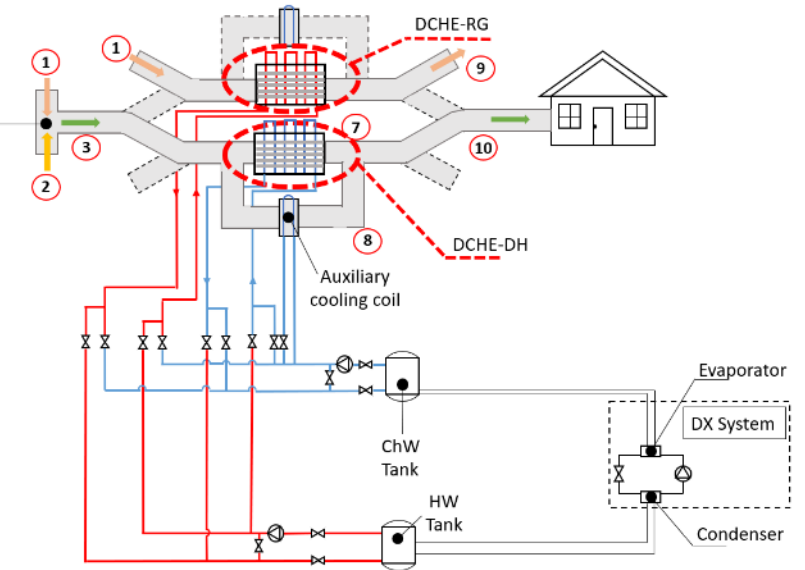 DCHE-RG
1
1
9
7
3
10
2
8
DCHE-DH
Auxiliary
cooling coil
Evaporator
DX System
ChW
Tank
HW
Tank
Condenser